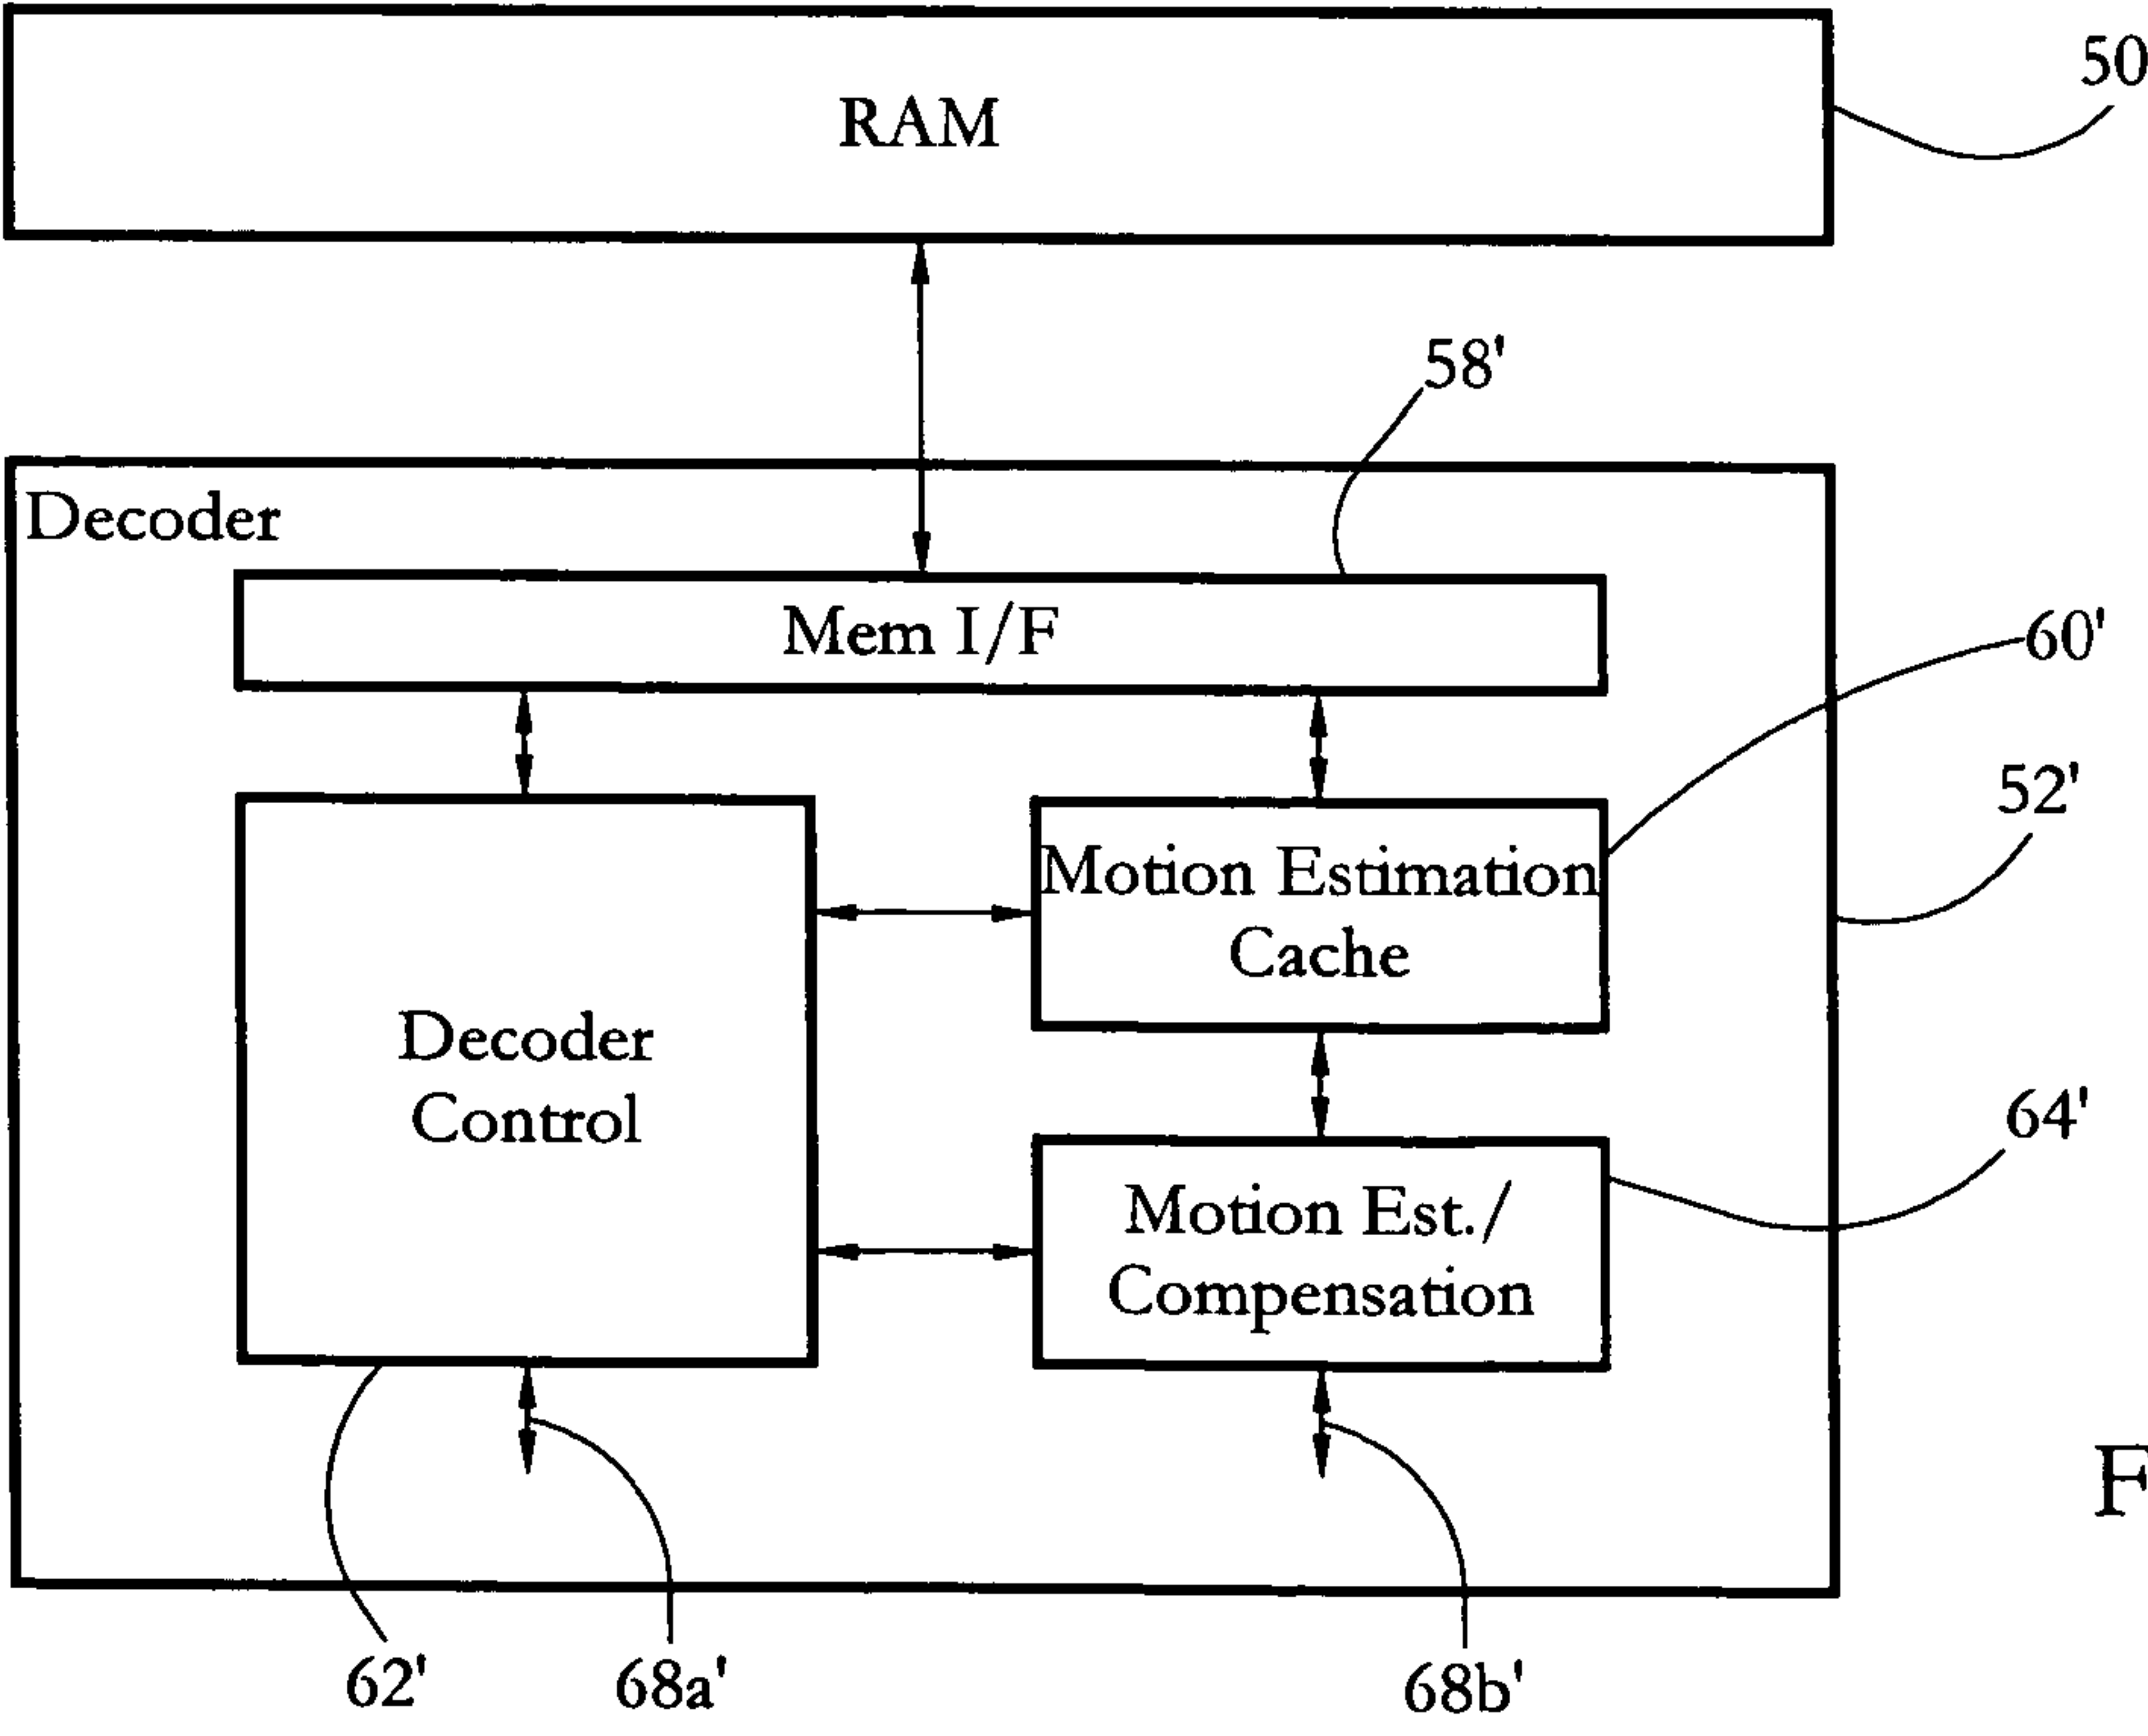 RAM
50
58'
Decoder
Mem I/F
60'
52'
Motion Estimation
Cache
Decoder
Control
64'
Motion Est./
Compensation
F
62'
68a'
68b'